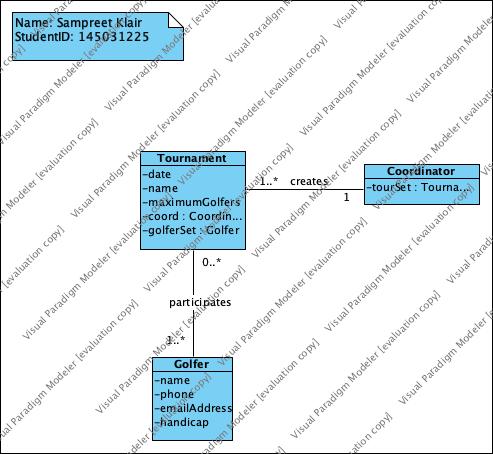 Name: Sampreet Klair
StudentID: 145031225
Tournament
-date
-name
-maximumGolfers
-coord : Coordin...
-golferSet : Golfer
1..*
creates
1
Coordinator
-tourSet : Tourna...
0..*
participates
1..*
Golfer
-name
-phone
-emailAddress
-handicap
Visual Paradigm Modeler [evaluation copy]